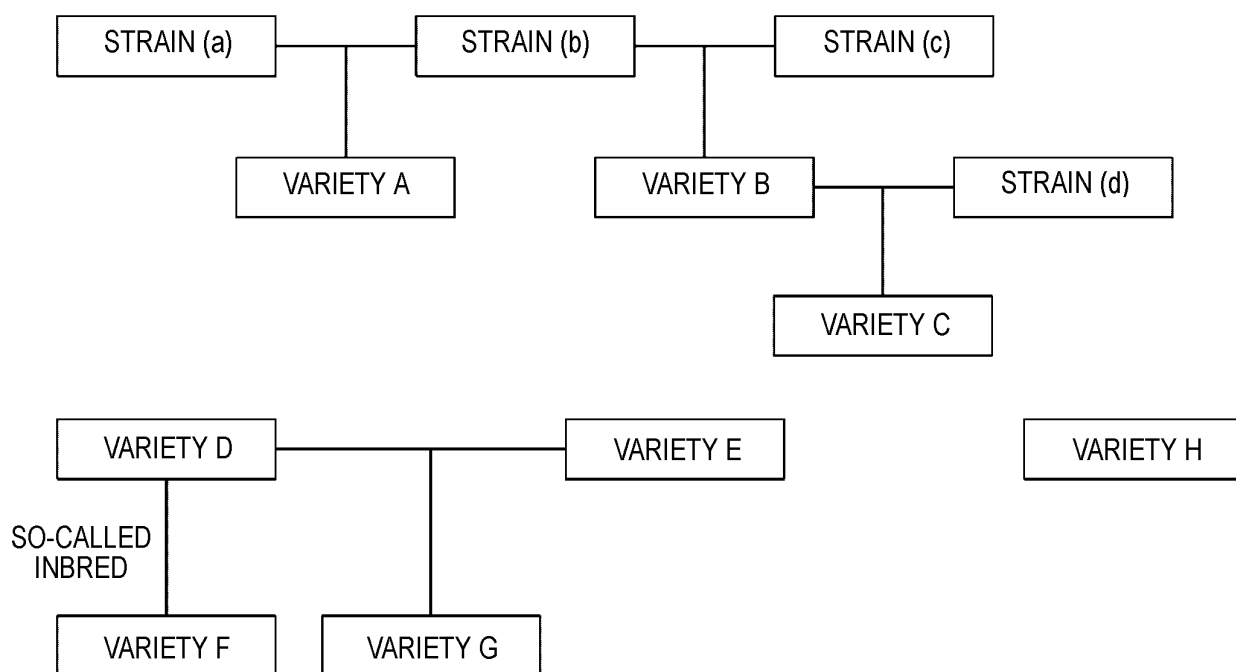 STRAIN (a)
STRAIN (b)
STRAIN (c)
VARIETY A
VARIETY B
STRAIN (d)
VARIETY C
VARIETY D
VARIETY E
VARIETY H
SO-CALLED
INBRED
VARIETY F
VARIETY G